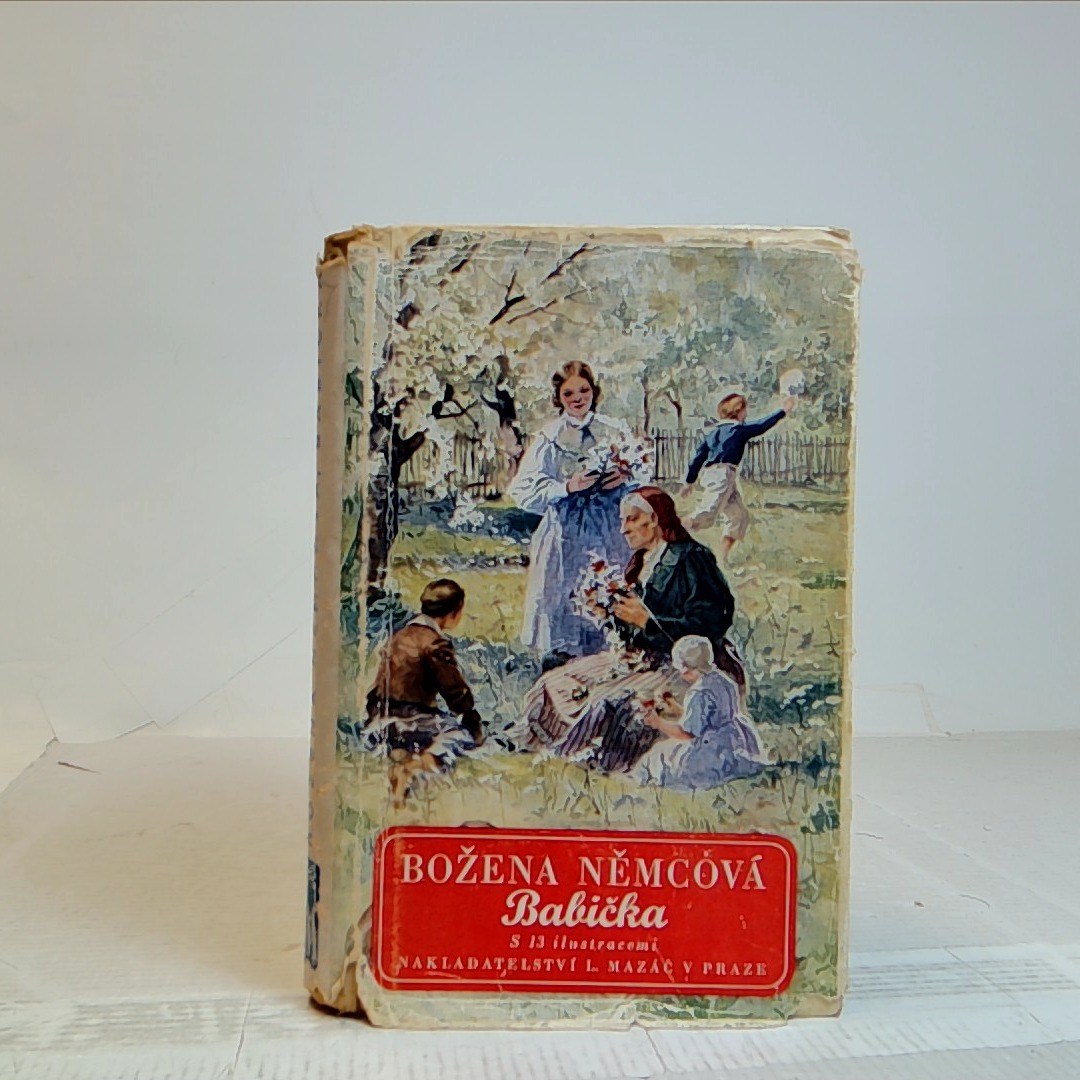 BOŽENA NĚMCOVÁ
Babička
S 13 ilustracemi
NAKLADATELSTVÍ L. MAZÁČ V PRAZE